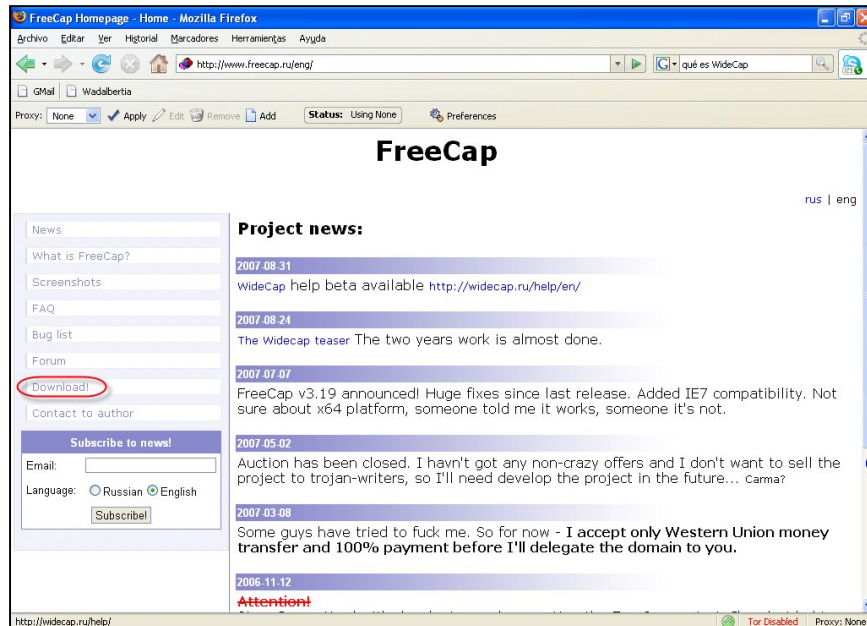 FreeCap Homepage - Home - Mozilla Firefox
Archivo Editar Ver Historial Marcadores Herramientas Ayuda
http://www.freecap.ru/eng/
qué es WideCap
GMail Wadalbertia
Proxy: None Apply Edit Remove Add Status: Using None Preferences
FreeCap
rus | eng
News
What is FreeCap?
Screenshots
FAQ
Bug list
Forum
Download!
Contact to author
Subscribe to news!
Email:
Language: Russian English
Subscribe!
Project news:
2007-08-31
WideCap help beta available http://widecap.ru/help/en/
2007-08-24
The Widecap teaser The two years work is almost done.
2007-07-07
FreeCap v3.19 announced! Huge fixes since last release. Added IE7 compatibility. Not
sure about x64 platform, someone told me it works, someone it's not.
2007-05-02
Auction has been closed. I havn't got any non-crazy offers and I don't want to sell the
project to trojan-writers, so I'll need develop the project in the future... Carma?
2007-03-08
Some guys have tried to fuck me. So for now - I accept only Western Union money
transfer and 100% payment before I'll delegate the domain to you.
2006-11-12
Attention!
http://widecap.ru/help/
Tor Disabled Proxy: None